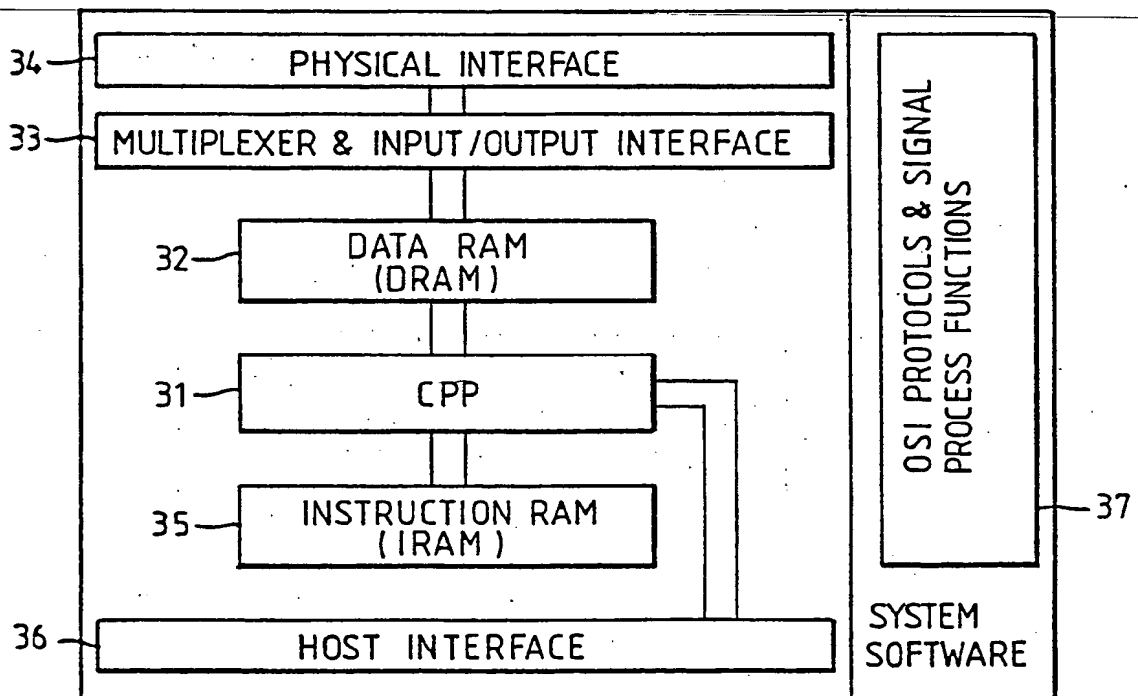 34
PHYSICAL INTERFACE
33
MULTIPLEXER & INPUT/OUTPUT INTERFACE
32
DATA RAM
(DRAM)
31
CPP
35
INSTRUCTION RAM
(IRAM)
36
HOST INTERFACE
OSI PROTOCOLS & SIGNAL
PROCESS FUNCTIONS
37
SYSTEM
SOFTWARE